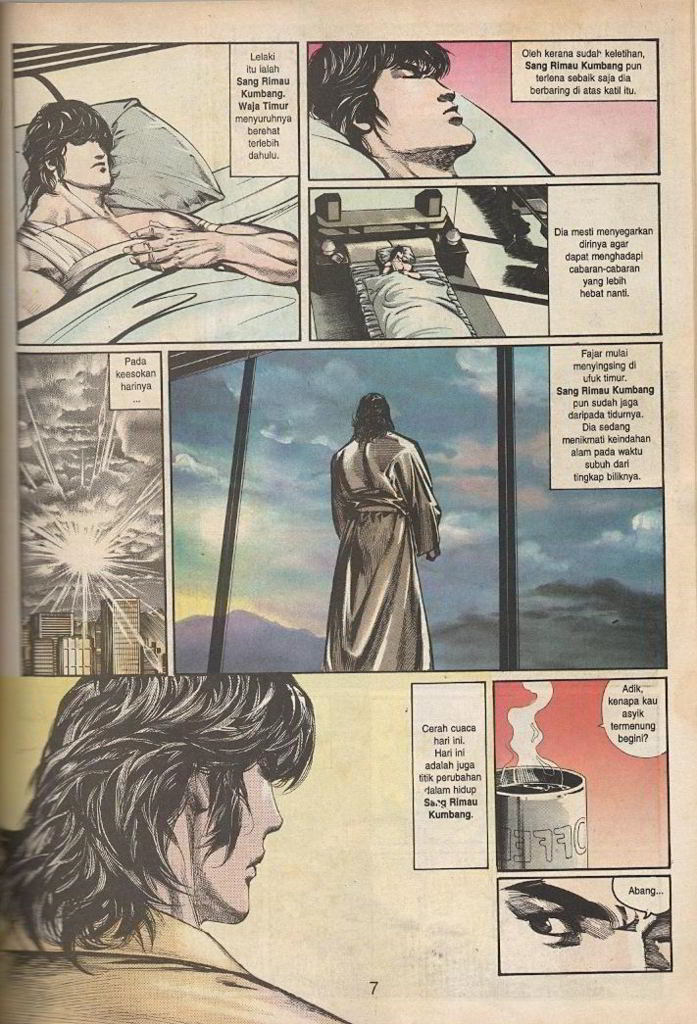 Lelaki
itu ialah
Sang Rimau
Kumbang.
Waja Timur
menyuruhnya
berehat
terlebih
dahulu.
Oleh kerana sudah keletihan,
Sang Rimau Kumbang pun
terlena sebaik saja dia
berbaring di atas katil itu.
Dia mesti menyegarkan
dirinya agar
dapat menghadapi
cabaran-cabaran
yang lebih
hebat nanti.
Pada
keesokan
harinya
...
Fajar mulai
menyingsing di
ufuk timur.
Sang Rimau Kumbang
pun sudah jaga
daripada tidurnya.
Dia sedang
menikmati keindahan
alam pada waktu
subuh dari
tingkap biliknya.
Cerah cuaca
hari ini.
Hari ini
adalah juga
titik perubahan
dalam hidup
Sang Rimau
Kumbang.
Adik,
kenapa kau
asyik
termenung
begini?
Abang...
7